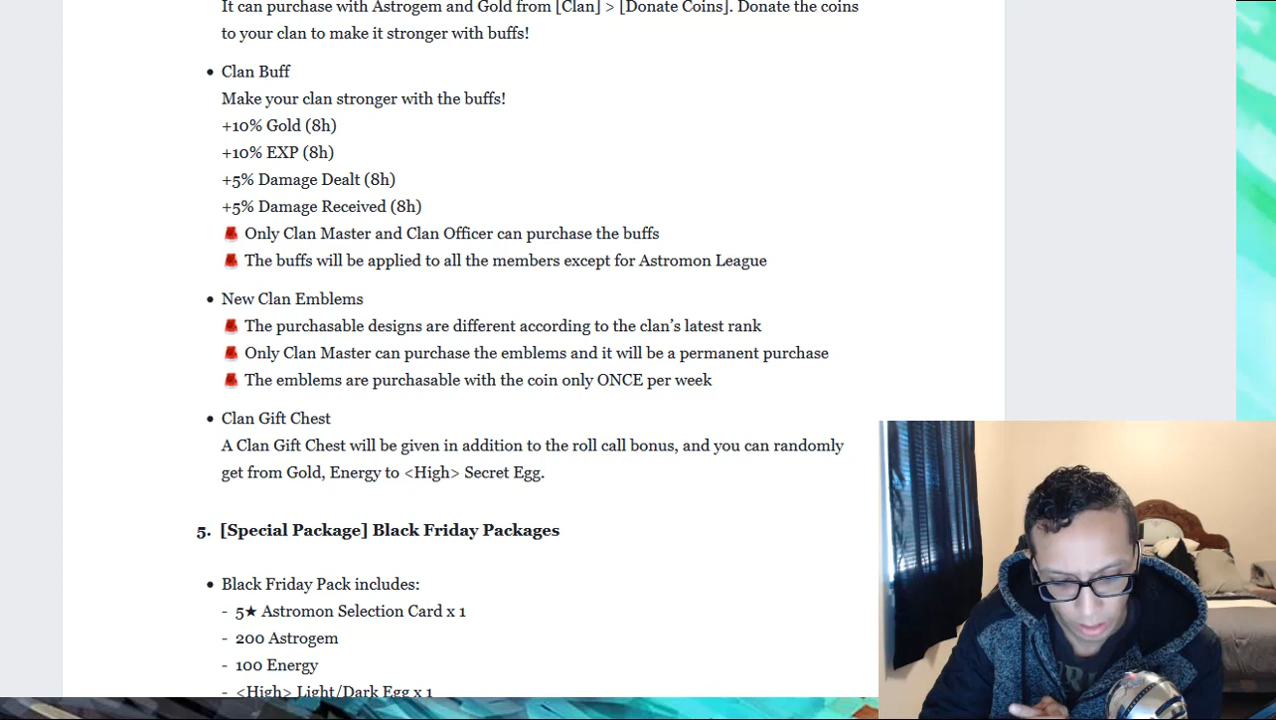 It can purchase with Astrogem and Gold from [Clan] > [Donate Coins]. Donate the coins
to your clan to make it stronger with buffs!
• Clan Buff
Make your clan stronger with the buffs!
+10% Gold (8h)
+10% EXP (8h)
+5% Damage Dealt (8h)
+5% Damage Received (8h)
Only Clan Master and Clan Officer can purchase the buffs
The buffs will be applied to all the members except for Astromon League
• New Clan Emblems
The purchasable designs are different according to the clan’s latest rank
Only Clan Master can purchase the emblems and it will be a permanent purchase
The emblems are purchasable with the coin only ONCE per week
• Clan Gift Chest
A Clan Gift Chest will be given in addition to the roll call bonus, and you can randomly
get from Gold, Energy to <High> Secret Egg.
5. [Special Package] Black Friday Packages
• Black Friday Pack includes:
- 5★ Astromon Selection Card x 1
- 200 Astrogem
- 100 Energy
- <High> Light/Dark Egg x 1